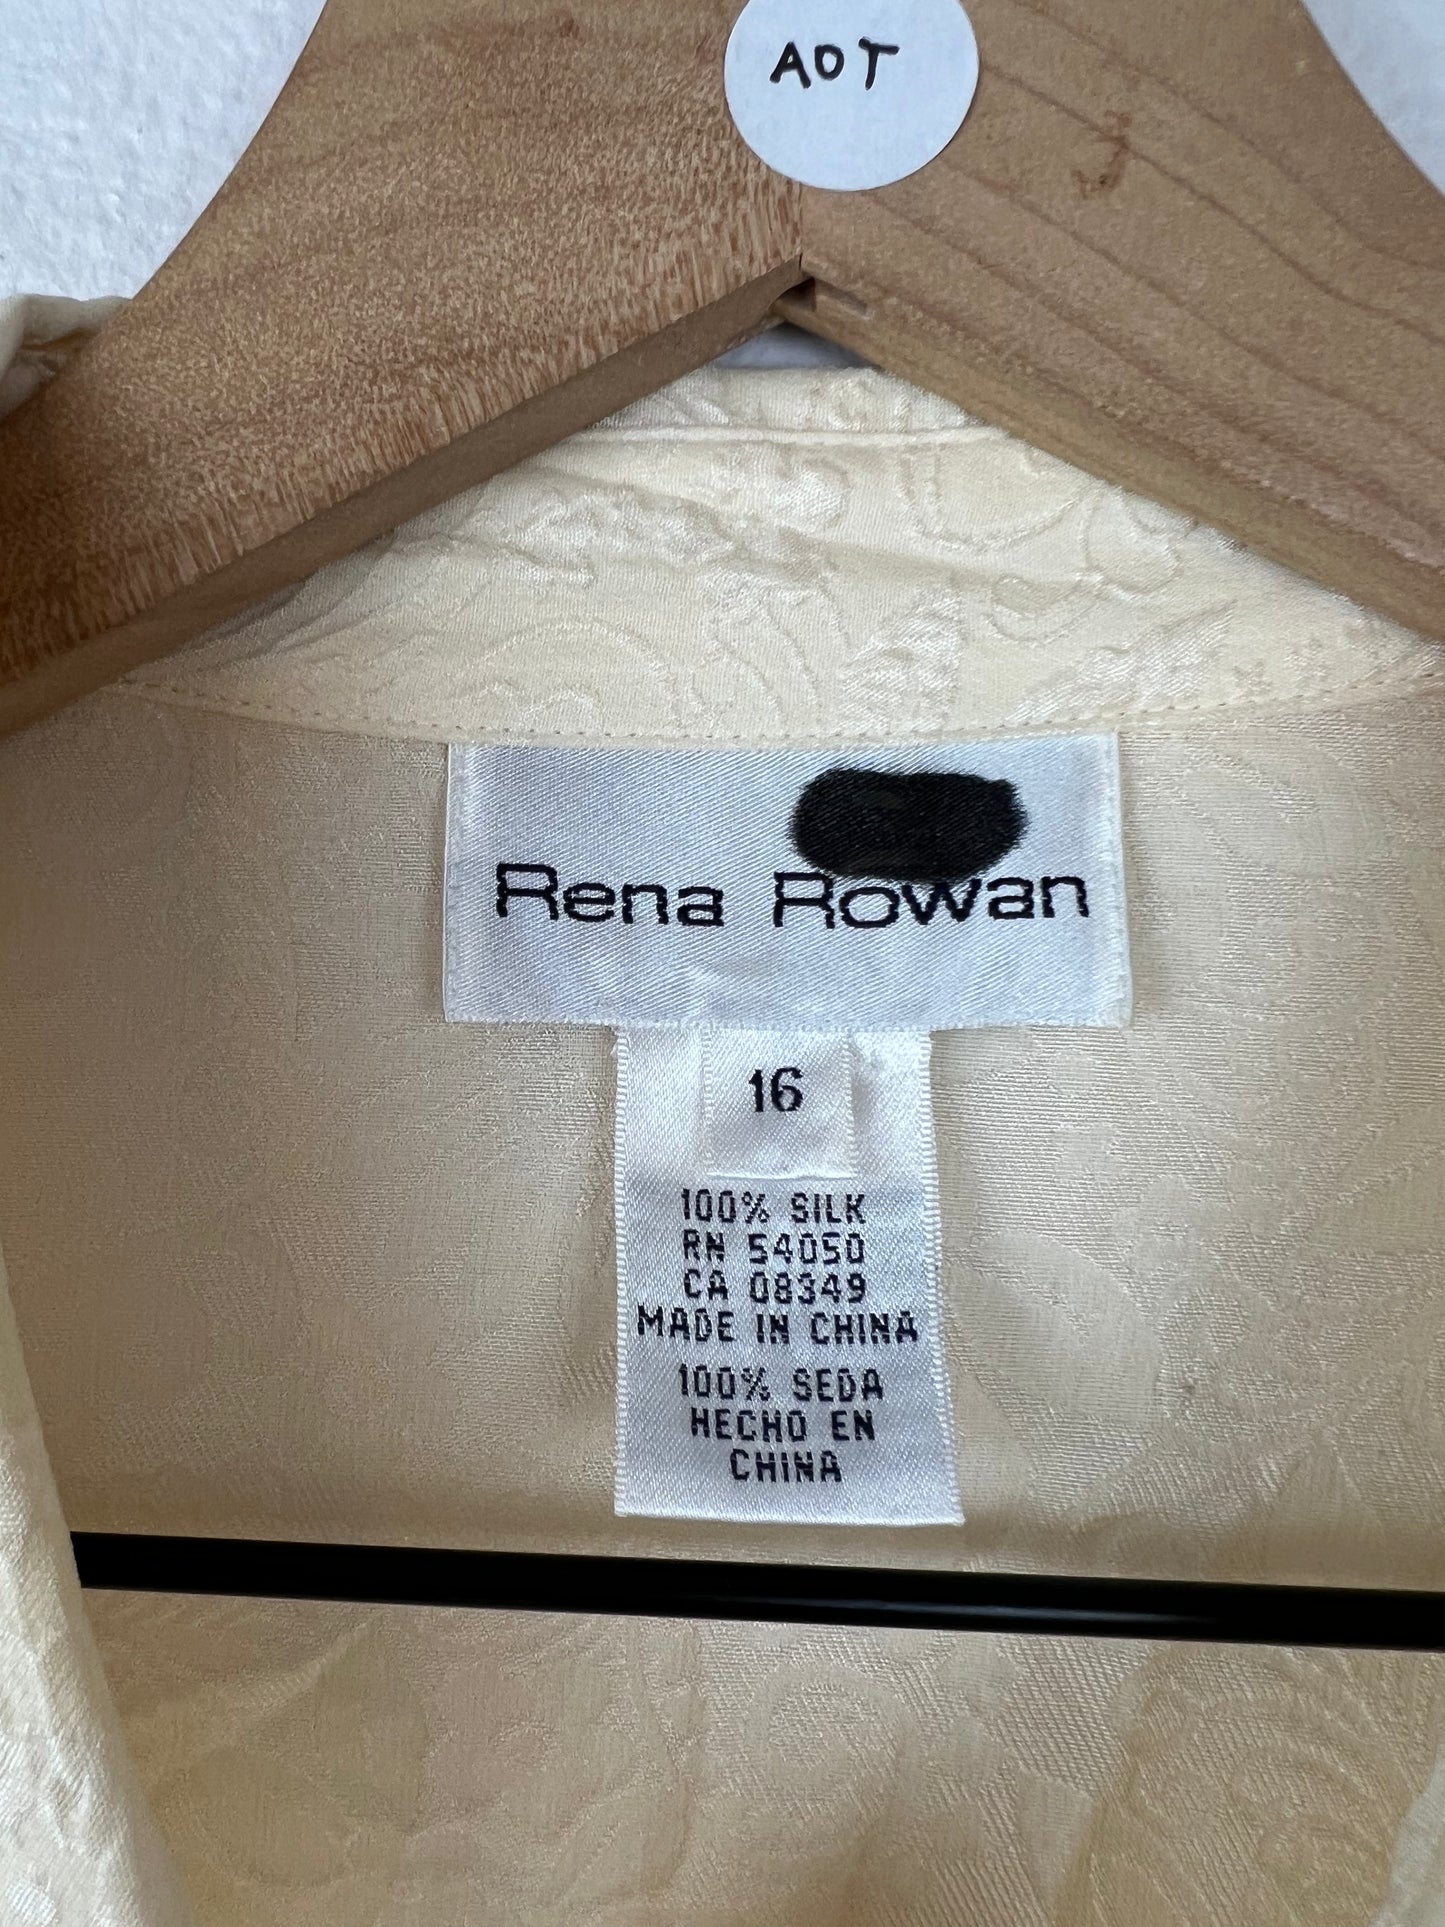 AOT
Rena Rowan
16
100% SILK
RN 54050
CA 08349
MADE IN CHINA
100% SEDA
HECHO EN
CHINA